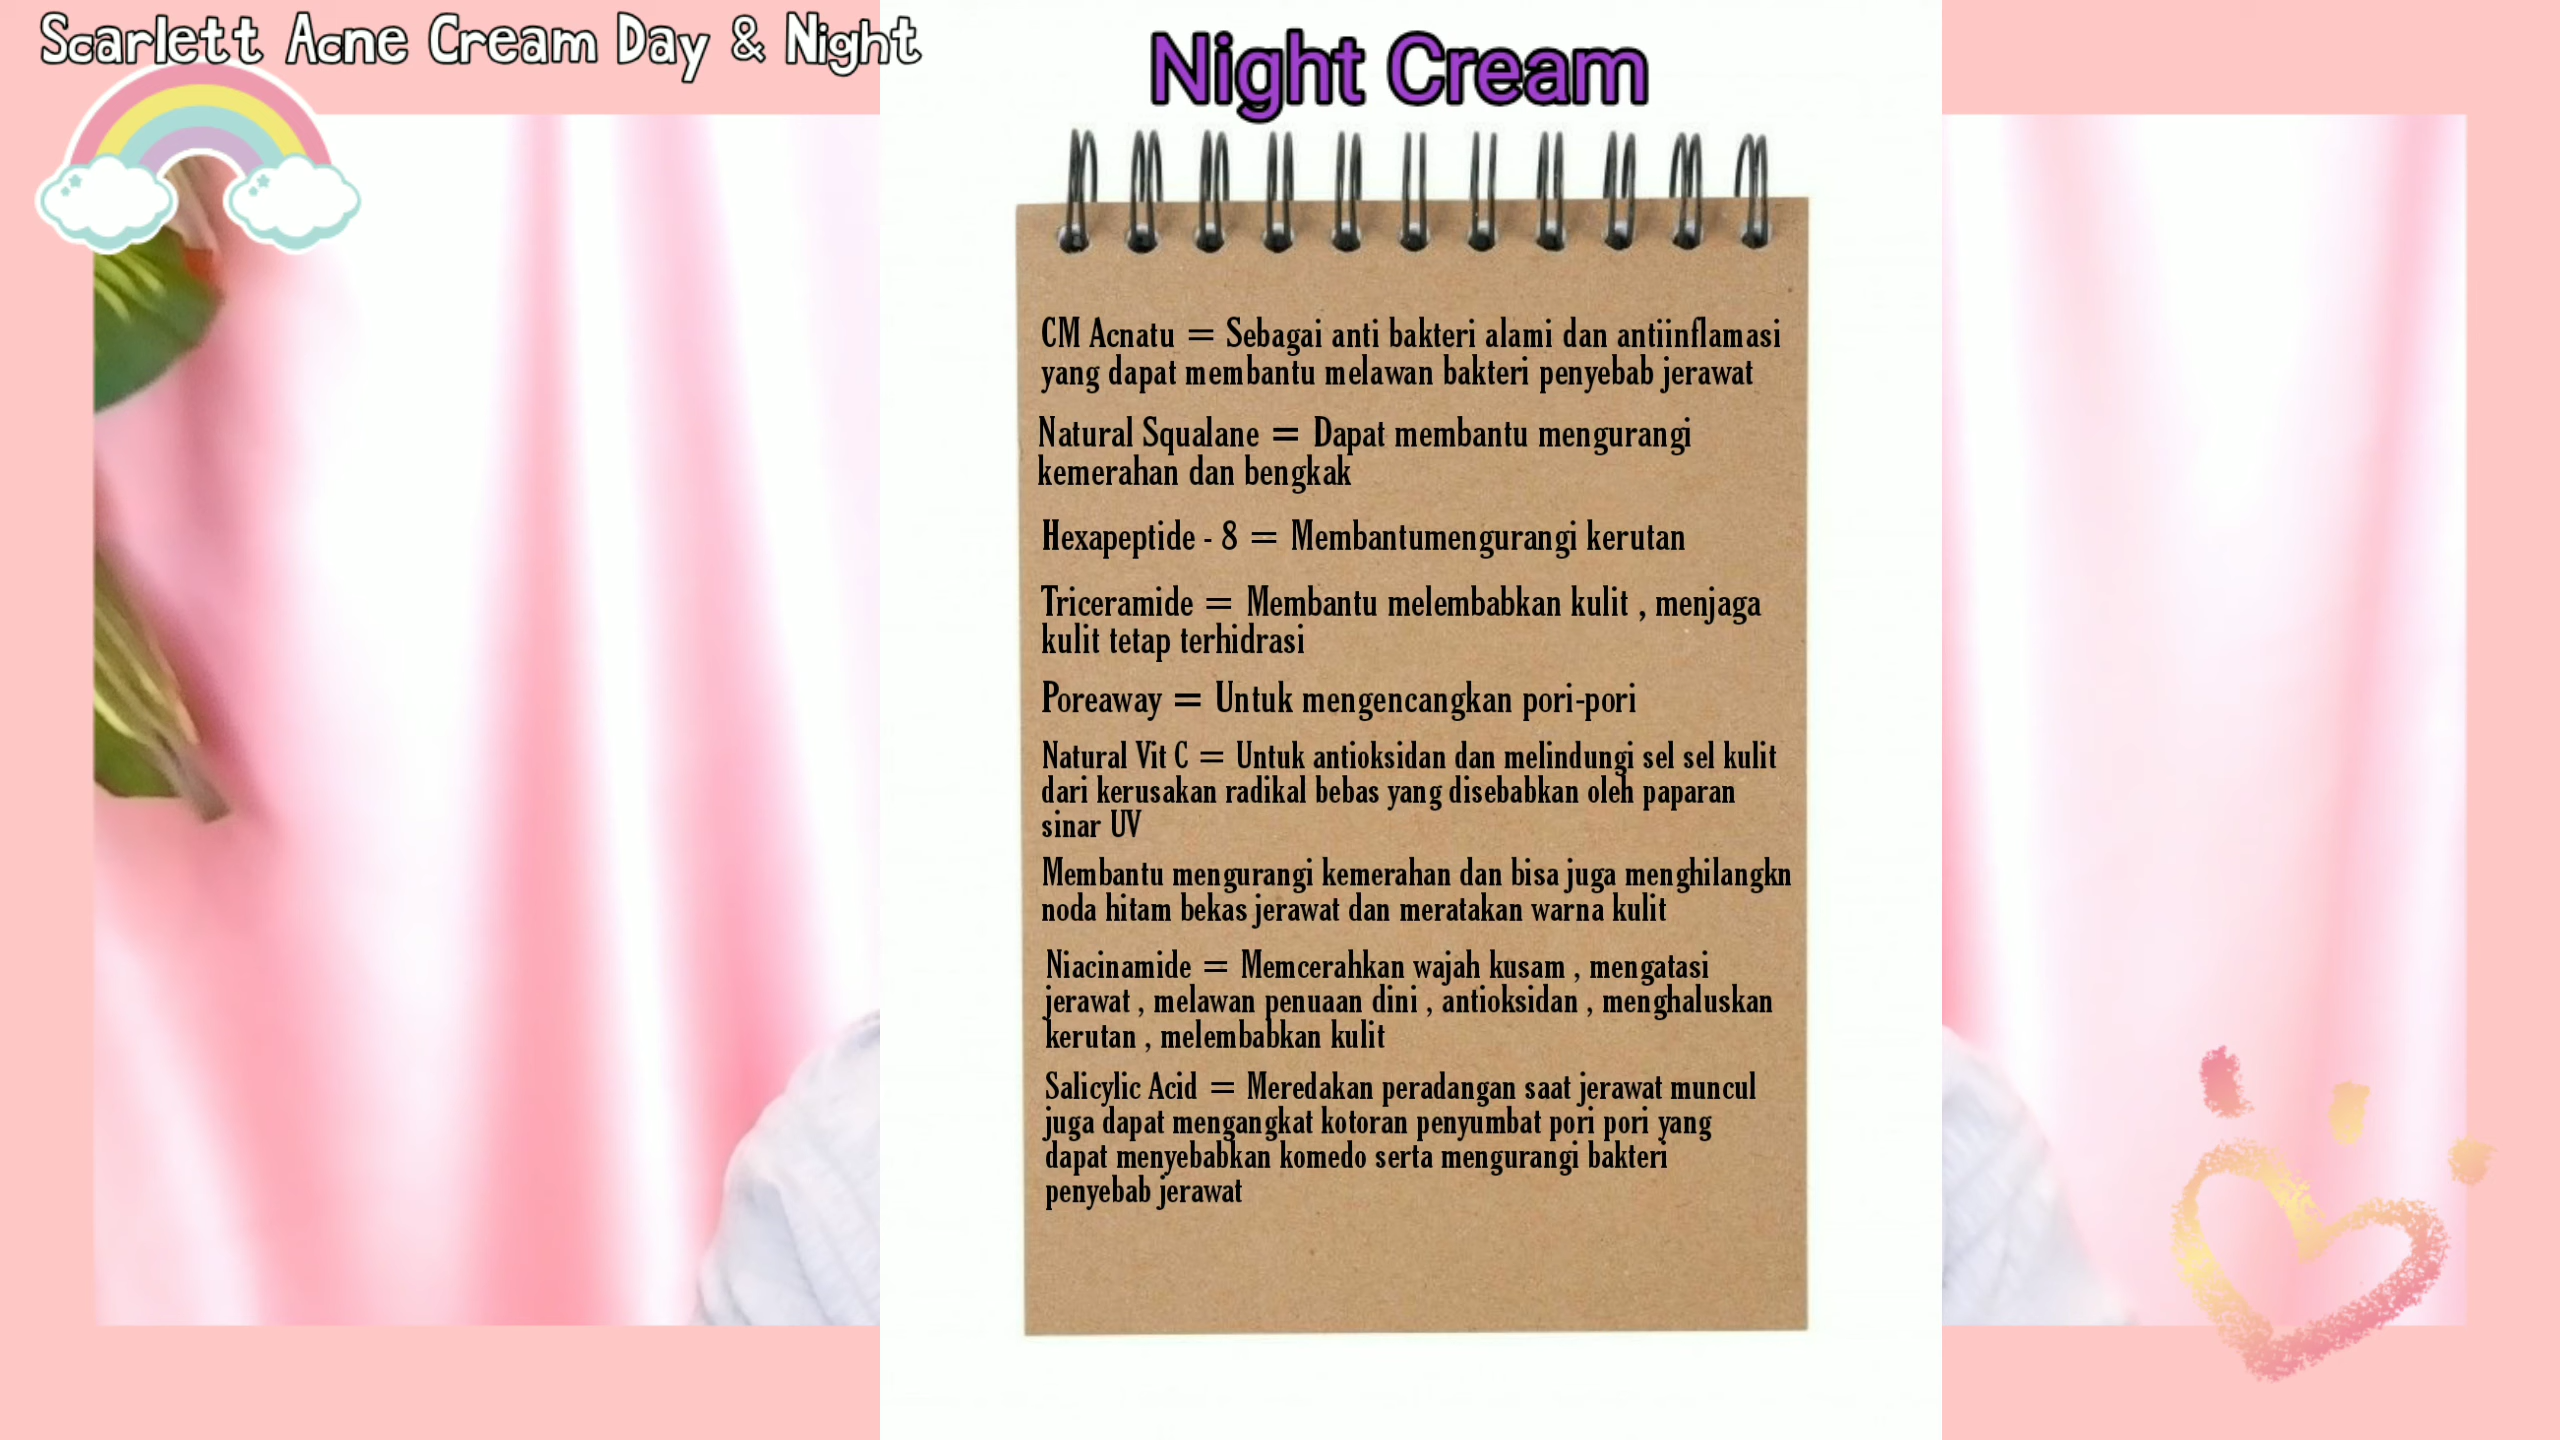 Scarlett Acne Cream Day & Night
Night Cream
CM Acnatu = Sebagai anti bakteri alami dan antiinflamasi
yang dapat membantu melawan bakteri penyebab jerawat
Natural Squalane = Dapat membantu mengurangi
kemerahan dan bengkak
Hexapeptide - 8 = Membantumengurangi kerutan
Triceramide = Membantu melembabkan kulit , menjaga
kulit tetap terhidrasi
Poreaway = Untuk mengencangkan pori-pori
Natural Vit C = Untuk antioksidan dan melindungi sel sel kulit
dari kerusakan radikal bebas yang disebabkan oleh paparan
sinar UV
Membantu mengurangi kemerahan dan bisa juga menghilangkn
noda hitam bekas jerawat dan meratakan warna kulit
Niacinamide = Memcerahkan wajah kusam , mengatasi
jerawat , melawan penuaan dini , antioksidan , menghaluskan
kerutan , melembabkan kulit
Salicylic Acid = Meredakan peradangan saat jerawat muncul
juga dapat mengangkat kotoran penyumbat pori pori yang
dapat menyebabkan komedo serta mengurangi bakteri
penyebab jerawat